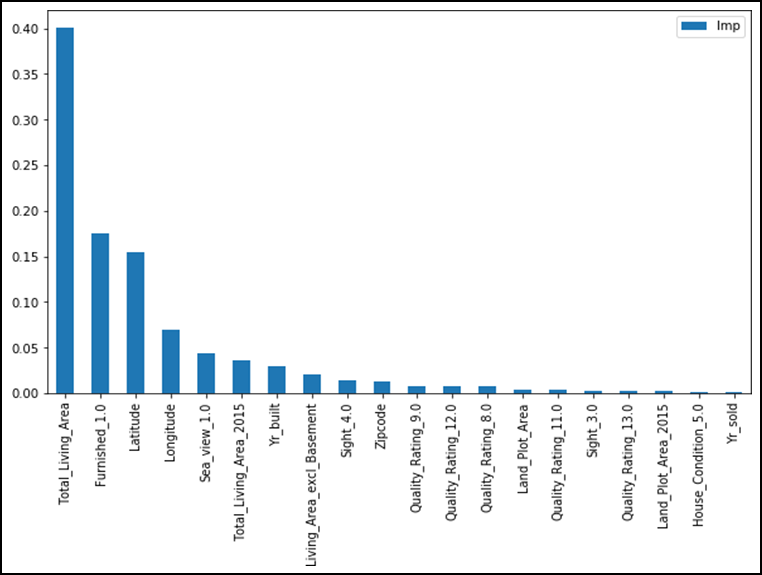 Imp
0.40
0.35
0.30
0.25
0.20
0.15
0.10
0.05
0.00
Total_Living_Area
Furnished_1.0
Latitude
Longitude
Sea_view_1.0
Total_Living_Area_2015
Yr_built
Living_Area_excl_Basement
Sight_4.0
Zipcode
Quality_Rating_9.0
Quality_Rating_12.0
Quality_Rating_8.0
Land_Plot_Area
Quality_Rating_11.0
Sight_3.0
Quality_Rating_13.0
Land_Plot_Area_2015
House_Condition_5.0
Yr_sold